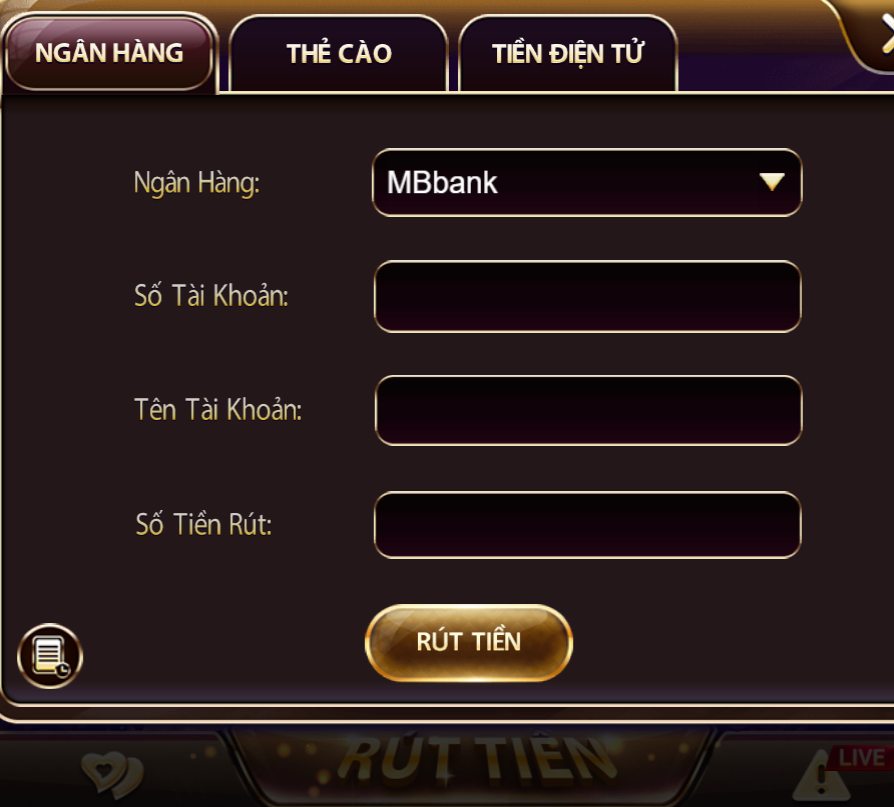 NGÂN HÀNG
THẺ CÀO
TIỀN ĐIỆN TỬ
Ngân Hàng:
MBbank
Số Tài Khoản:
Tên Tài Khoản:
Số Tiền Rút:
RÚT TIỀN
RÚT TIỀN
LIVE